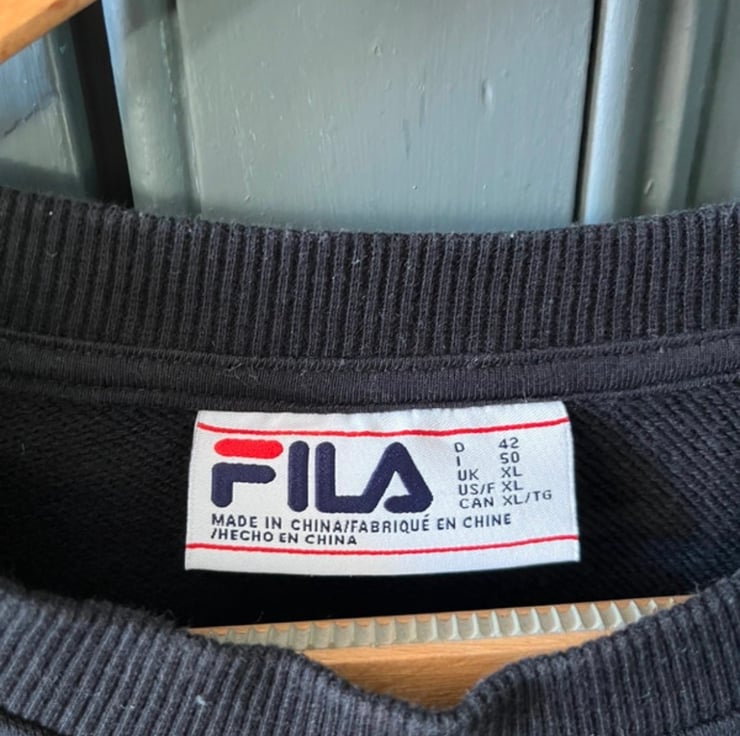 FILA
D 42
I 50
UK XL
US/F XL
CAN XL/TG
MADE IN CHINA/FABRIQUÉ EN CHINE
/HECHO EN CHINA